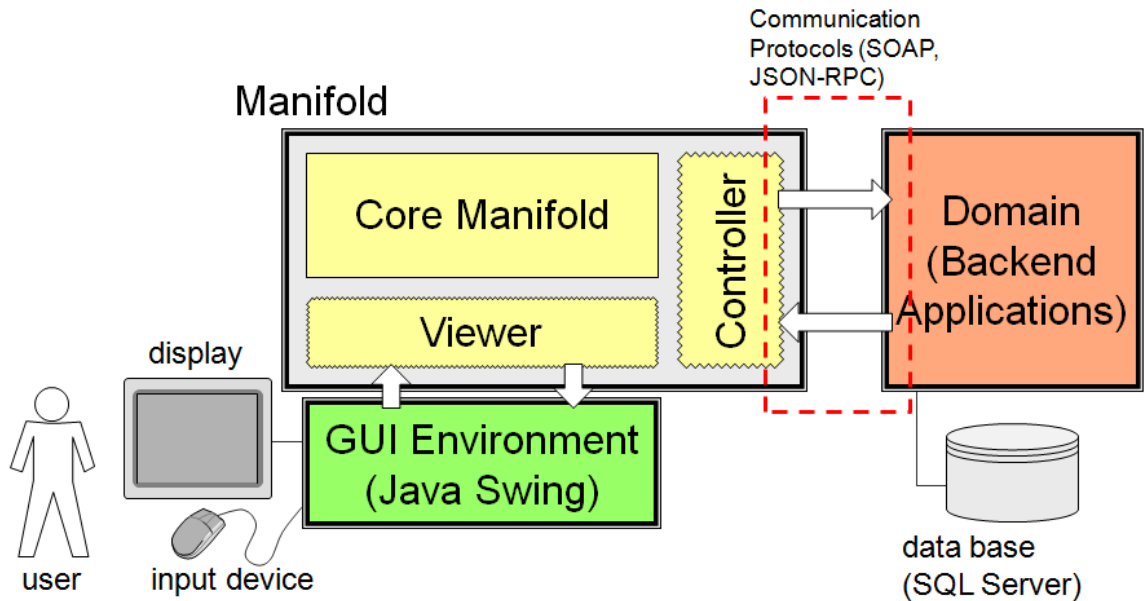 Communication
Protocols (SOAP,
JSON-RPC)
Manifold
Core Manifold
Controller
Domain
(Backend
Applications)
Viewer
display
GUI Environment
(Java Swing)
user
input device
data base
(SQL Server)